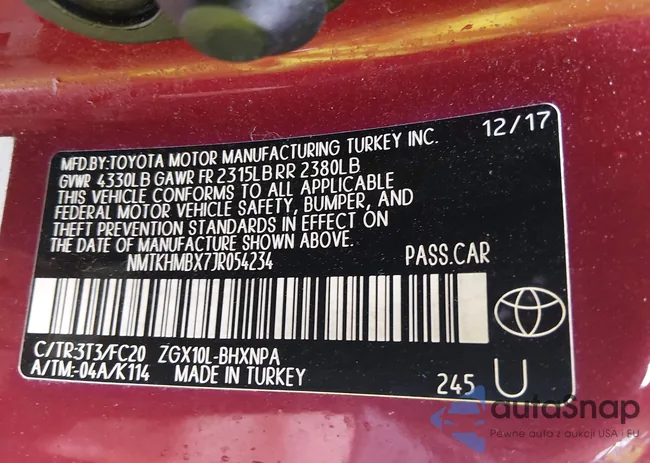 12/17
MFD.BY:TOYOTA MOTOR MANUFACTURING TURKEY INC.
GVWR 4330LB GAWR FR 2315LB RR 2380LB
THIS VEHICLE CONFORMS TO ALL APPLICABLE
FEDERAL MOTOR VEHICLE SAFETY, BUMPER, AND
THEFT PREVENTION STANDARDS IN EFFECT ON
THE DATE OF MANUFACTURE SHOWN ABOVE.
NMTKHMBX7JR054234 PASS.CAR
C/TR:3T3/FC20 ZGX10L-BHXNPA
A/TM:-04A/K114 MADE IN TURKEY 245 U
autoSnap
Pewne auta z aukcji USA i EU